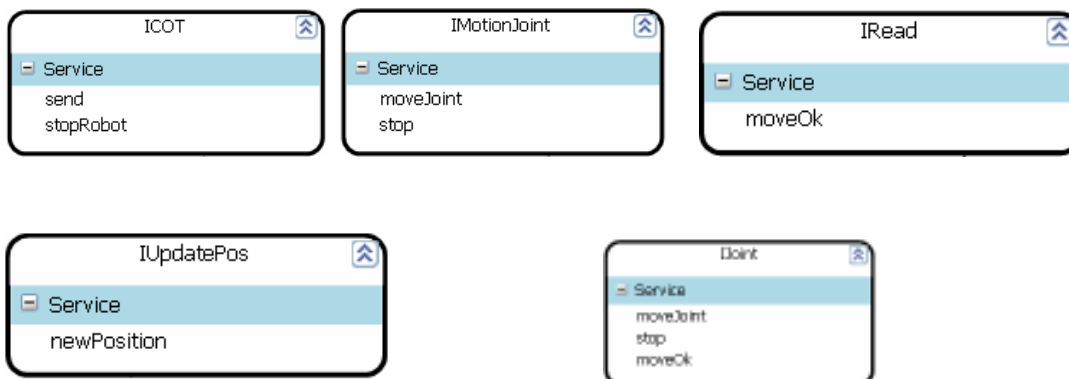 ICOT
Service
send
stopRobot
IMotionJoint
Service
moveJoint
stop
IRead
Service
moveOk
IUpdatePos
Service
newPosition
IJoint
Service
moveJoint
stop
moveOk